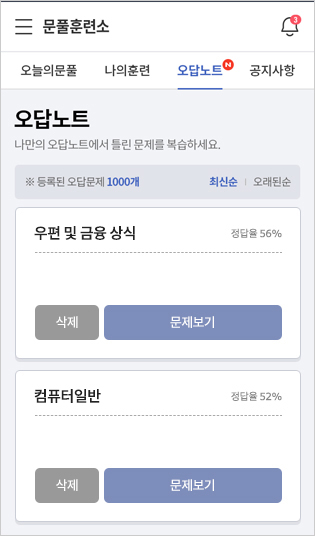 문풀훈련소
3
오늘의문풀 나의훈련 오답노트 N 공지사항
오답노트
나만의 오답노트에서 틀린 문제를 복습하세요.
※ 등록된 오답문제 1000개 최신순 | 오래된순
우편 및 금융 상식 정답율 56%
삭제 문제보기
컴퓨터일반 정답율 52%
삭제 문제보기